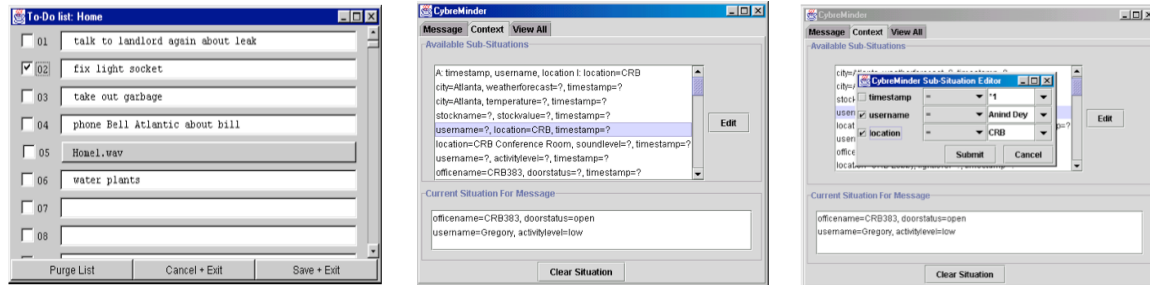 To-Do list: Home
01 talk to landlord again about leak
02 fix light socket
03 take out garbage
04 phone Bell Atlantic about bill
05 Home1.wav
06 water plants
07
08
Purge List Cancel + Exit Save + Exit
CybreMinder
Message Context View All
Available Sub-Situations
A: timestamp, username, location I: location=CRB
city=Atlanta, weatherforecast=?, timestamp=?
city=Atlanta, temperature=?, timestamp=?
stockname=?, stockvalue=?, timestamp=?
username=?, location=CRB, timestamp=?
location=CRB Conference Room, soundlevel=?, timestamp=?
username=?, activitylevel=?, timestamp=?
officename=CRB383, doorstatus=?, timestamp=?
Edit
Current Situation For Message
officename=CRB383, doorstatus=open
username=Gregory, activitylevel=low
Clear Situation
CybreMinder
Message Context View All
Available Sub-Situations
CybreMinder Sub-Situation Editor
timestamp = *1
username = Anind Dey
location = CRB
Submit Cancel
Edit
Current Situation For Message
officename=CRB383, doorstatus=open
username=Gregory, activitylevel=low
Clear Situation